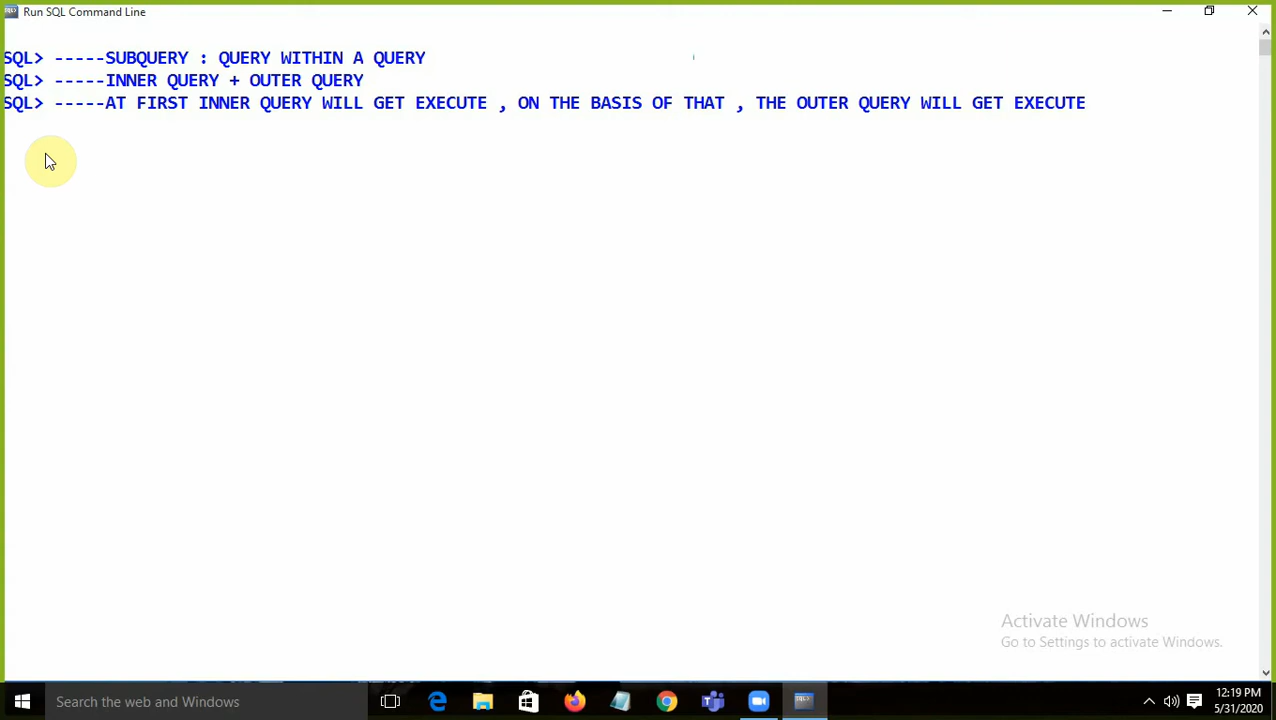 Run SQL Command Line
SQL> -----SUBQUERY : QUERY WITHIN A QUERY
SQL> -----INNER QUERY + OUTER QUERY
SQL> -----AT FIRST INNER QUERY WILL GET EXECUTE , ON THE BASIS OF THAT , THE OUTER QUERY WILL GET EXECUTE
Activate Windows
Go to Settings to activate Windows.
Search the web and Windows
12:19 PM
5/31/2020